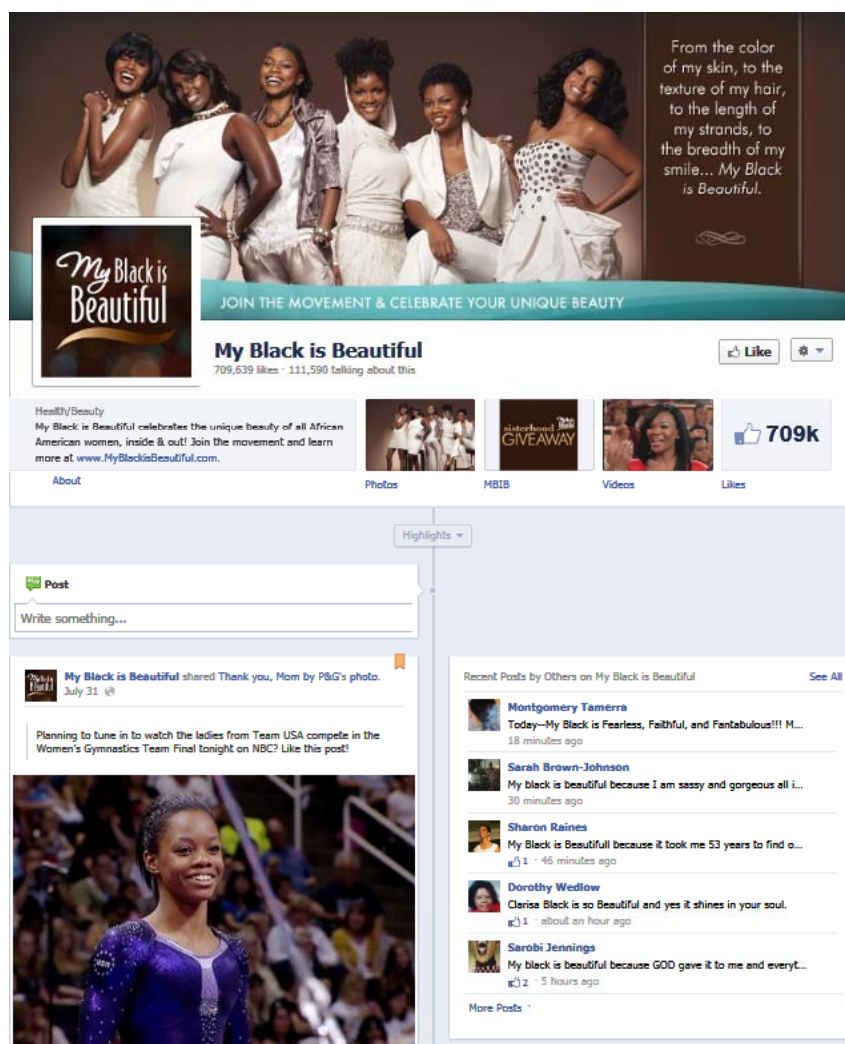 From the color
of my skin, to the
texture of my hair,
to the length of
my strands, to
the breadth of my
smile... My Black
is Beautiful.
My Black is
Beautiful
JOIN THE MOVEMENT & CELEBRATE YOUR UNIQUE BEAUTY
My Black is Beautiful
709,639 likes · 111,590 talking about this
Like
Health/Beauty
My Black is Beautiful celebrates the unique beauty of all African
American women, inside & out! Join the movement and learn
more at www.MyBlackisBeautiful.com.
About
sisterhood
GIVEAWAY
709k
Photos
MBIB
Videos
Likes
Highlights
Post
Write something...
My Black is Beautiful shared Thank you, Mom by P&G's photo.
July 31
Planning to tune in to watch the ladies from Team USA compete in the
Women's Gymnastics Team Final tonight on NBC? Like this post!
Recent Posts by Others on My Black is Beautiful
See All
Montgomery Tamerra
Today--My Black is Fearless, Faithful, and Fantabulous!!! M...
18 minutes ago
Sarah Brown-Johnson
My black is beautiful because I am sassy and gorgeous all i...
30 minutes ago
Sharon Raines
My Black is Beautifull because it took me 53 years to find o...
1 · 46 minutes ago
Dorothy Wedlow
Clarisa Black is so Beautiful and yes it shines in your soul.
1 · about an hour ago
Sarobi Jennings
My black is beautiful because GOD gave it to me and everyt...
2 · 5 hours ago
More Posts